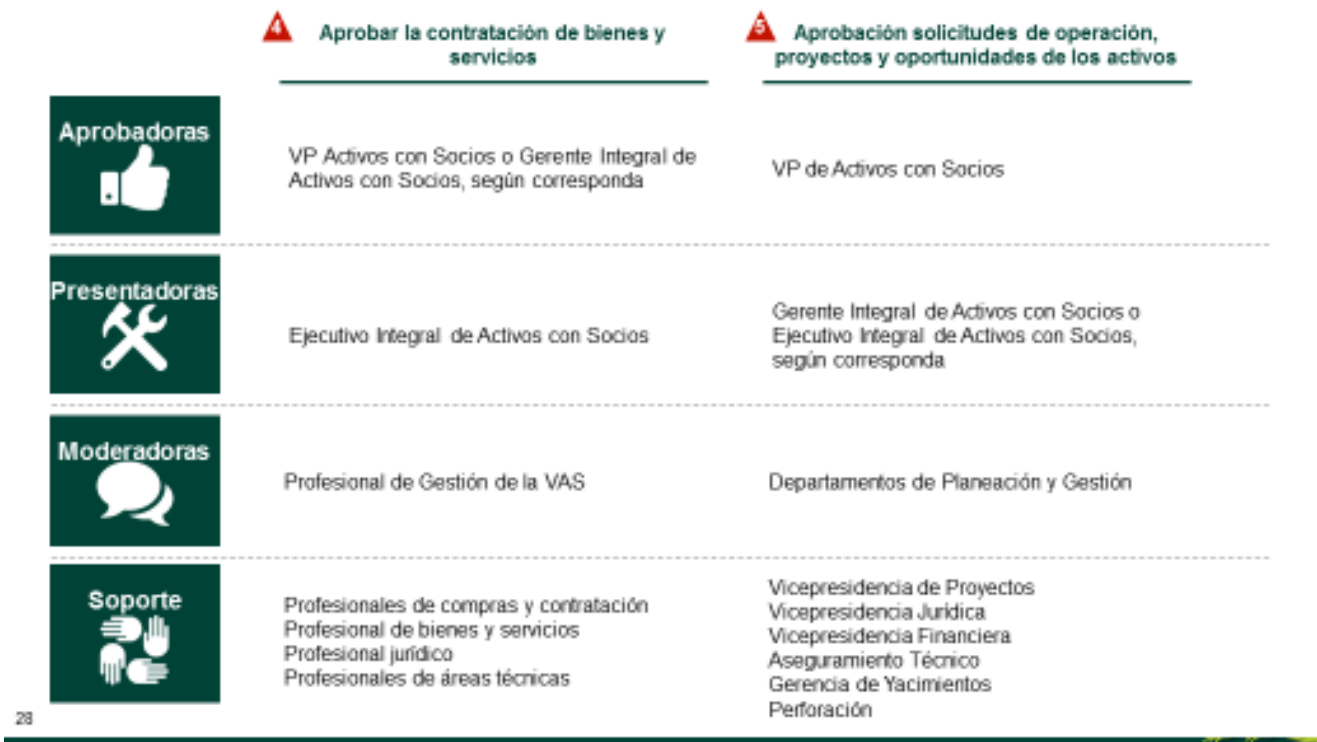 4
Aprobar la contratación de bienes y
servicios
5
Aprobación solicitudes de operación,
proyectos y oportunidades de los activos
Aprobadoras
VP Activos con Socios o Gerente Integral de
Activos con Socios, según corresponda
VP de Activos con Socios
Presentadoras
Ejecutivo Integral de Activos con Socios
Gerente Integral de Activos con Socios o
Ejecutivo Integral de Activos con Socios,
según corresponda
Moderadoras
Profesional de Gestión de la VAS
Departamentos de Planeación y Gestión
Soporte
Profesionales de compras y contratación
Profesional de bienes y servicios
Profesional jurídico
Profesionales de áreas técnicas
Vicepresidencia de Proyectos
Vicepresidencia Jurídica
Vicepresidencia Financiera
Aseguramiento Técnico
Gerencia de Yacimientos
Perforación
28